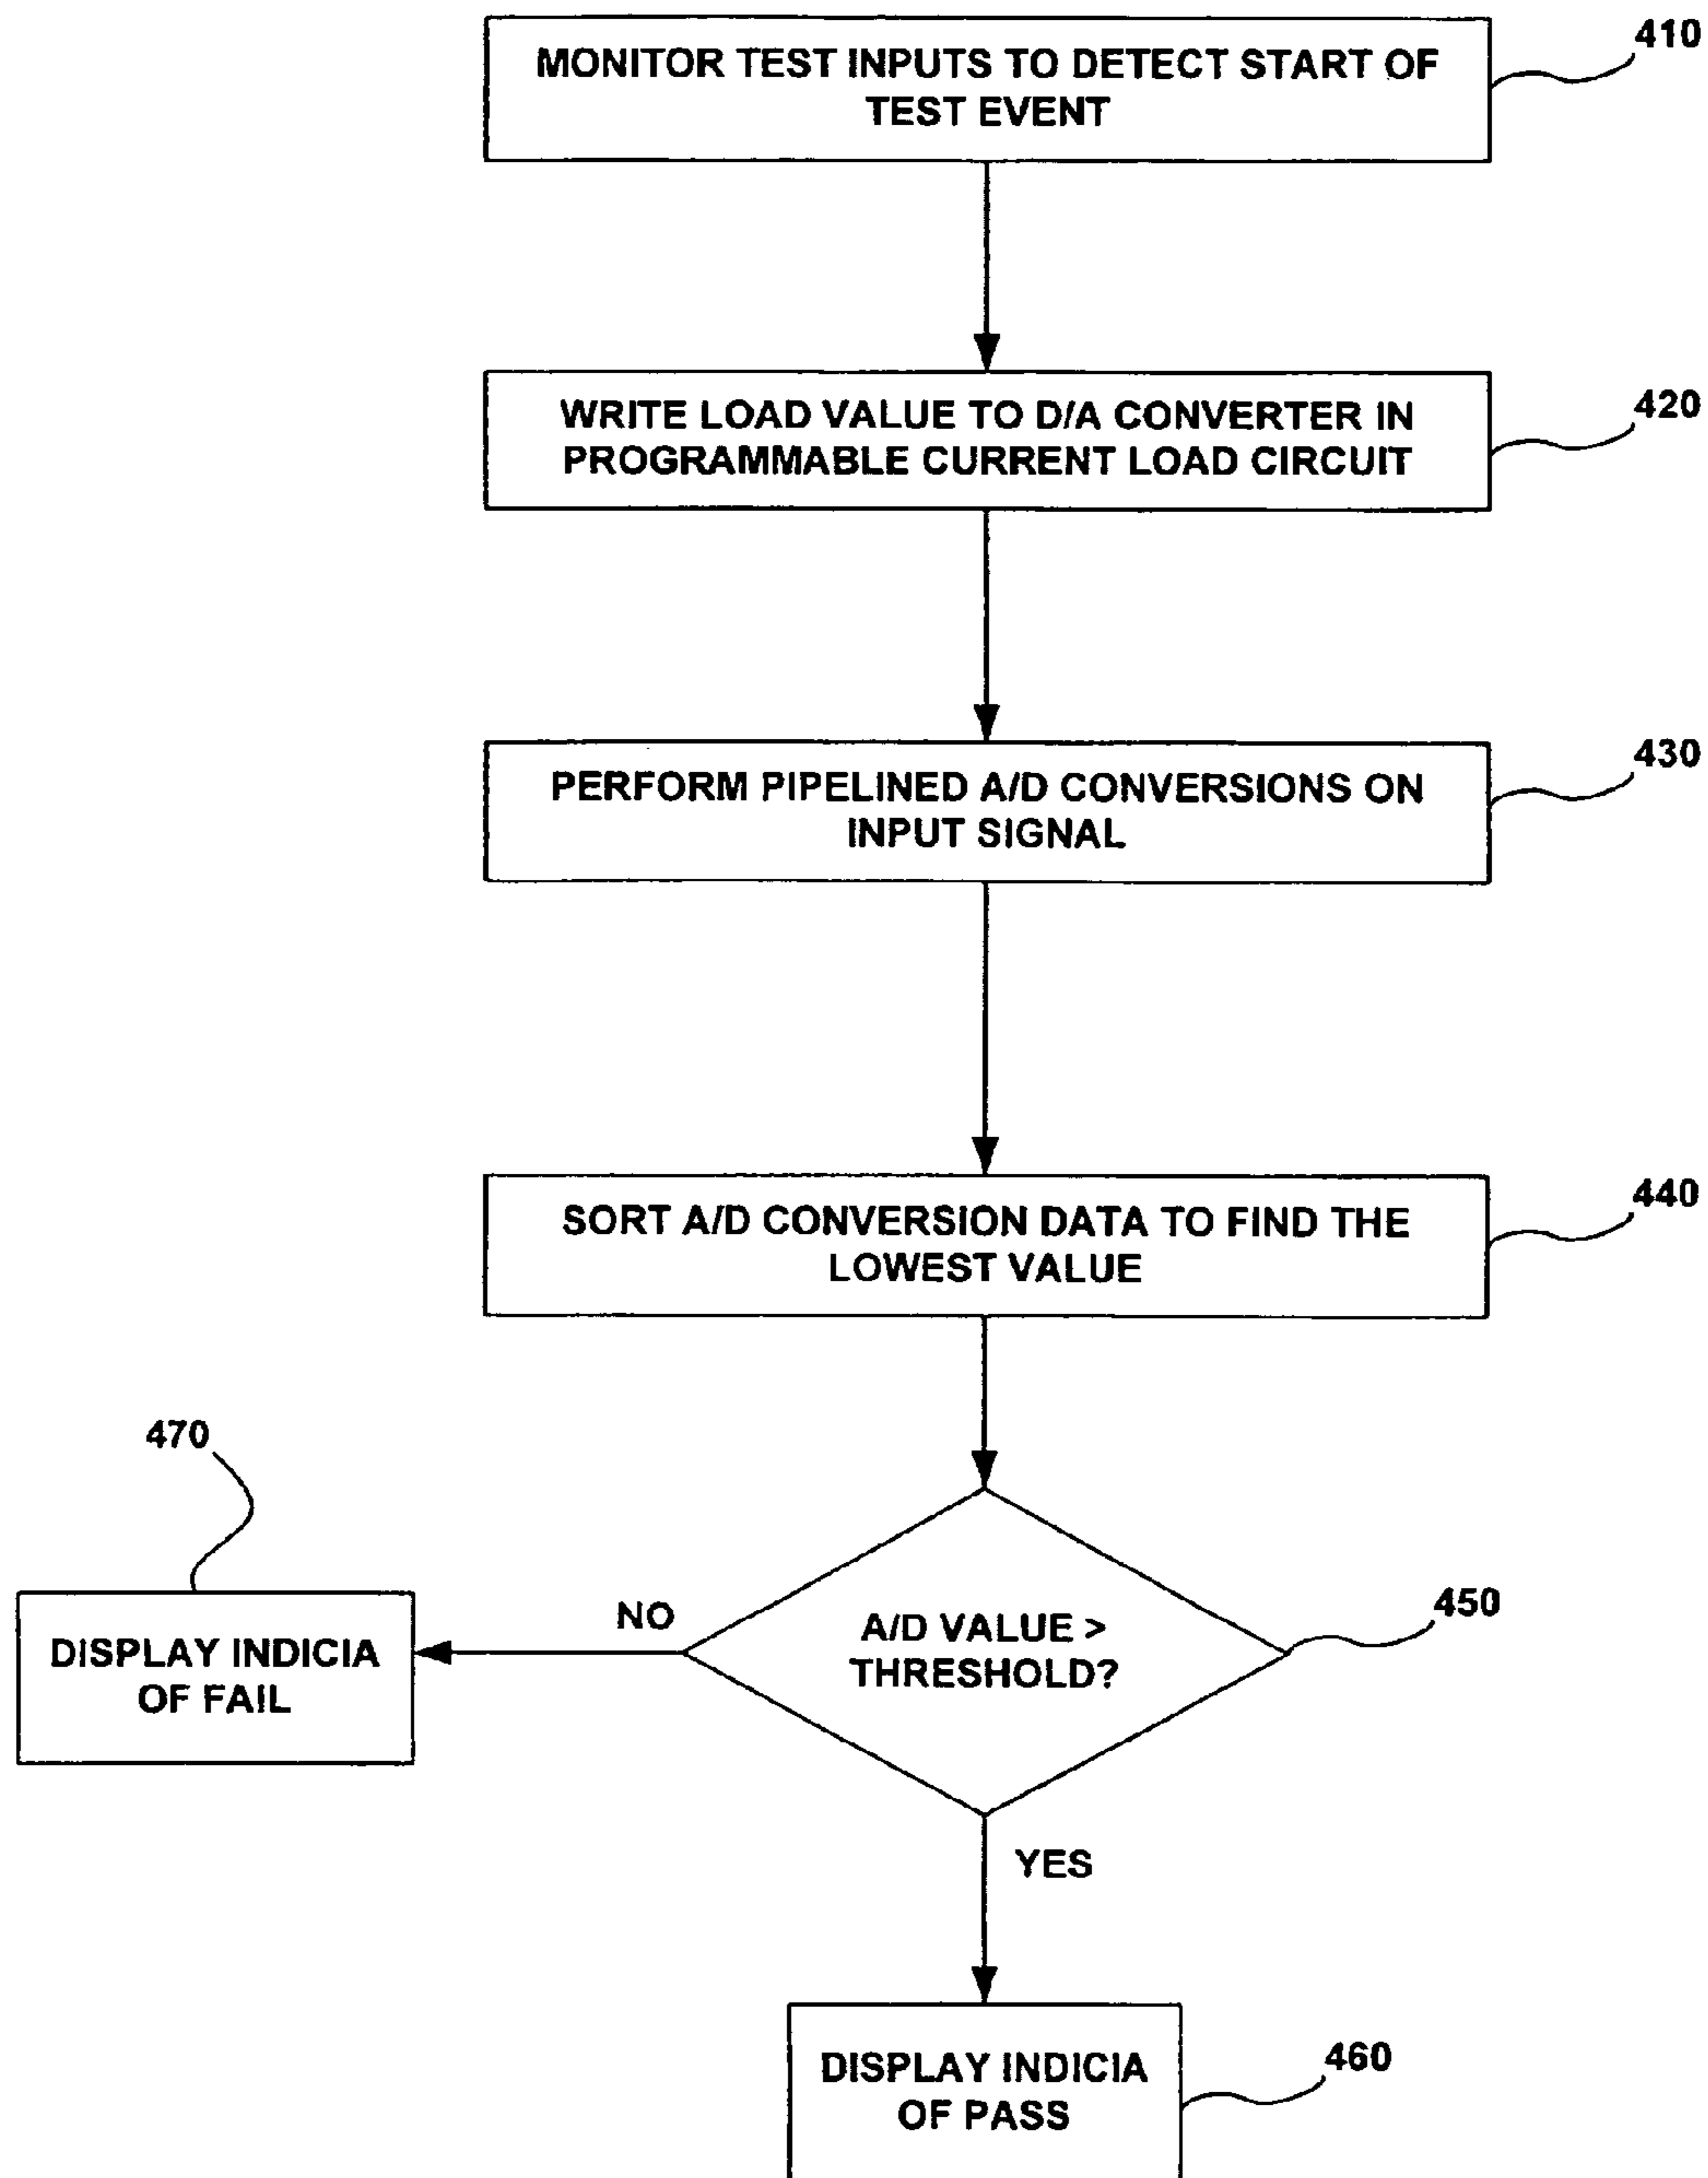 MONITOR TEST INPUTS TO DETECT START OF
TEST EVENT
410
WRITE LOAD VALUE TO D/A CONVERTER IN
PROGRAMMABLE CURRENT LOAD CIRCUIT
420
PERFORM PIPELINED A/D CONVERSIONS ON
INPUT SIGNAL
430
SORT A/D CONVERSION DATA TO FIND THE
LOWEST VALUE
440
470
DISPLAY INDICIA
OF FAIL
NO
A/D VALUE >
THRESHOLD?
450
YES
DISPLAY INDICIA
OF PASS
460